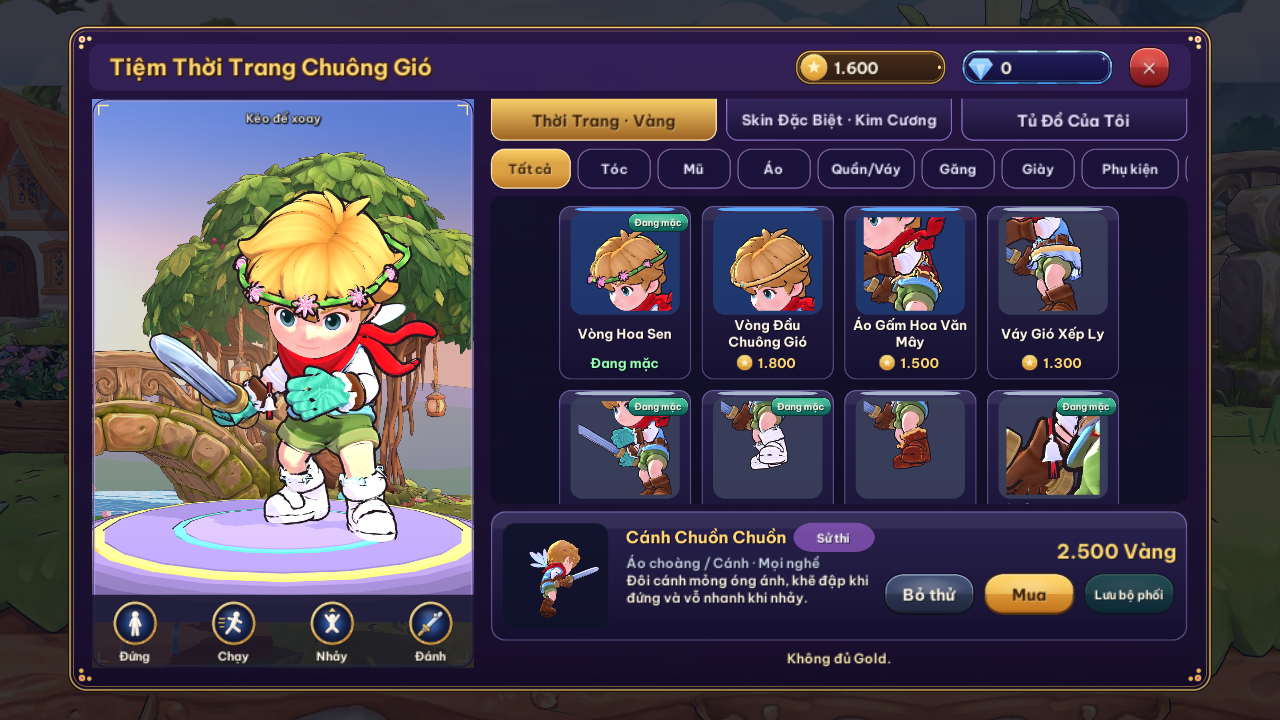 Tiệm Thời Trang Chuông Gió
1.600
0
Kéo để xoay
Thời Trang · Vàng
Skin Đặc Biệt · Kim Cương
Tủ Đồ Của Tôi
Tất cả
Tóc
Mũ
Áo
Quần/Váy
Găng
Giày
Phụ kiện
Đang mặc
Vòng Hoa Sen
Đang mặc
Vòng Đầu
Chuông Gió
1.800
Áo Gấm Hoa Văn
Mây
1.500
Váy Gió Xếp Ly
1.300
Đang mặc
Đang mặc
Đang mặc
Cánh Chuồn Chuồn
Sử thi
Áo choàng / Cánh · Mọi nghề
Đôi cánh mỏng óng ánh, khẽ đập khi
đứng và vỗ nhanh khi nhảy.
2.500 Vàng
Bỏ thử
Mua
Lưu bộ phối
Đứng
Chạy
Nhảy
Đánh
Không đủ Gold.